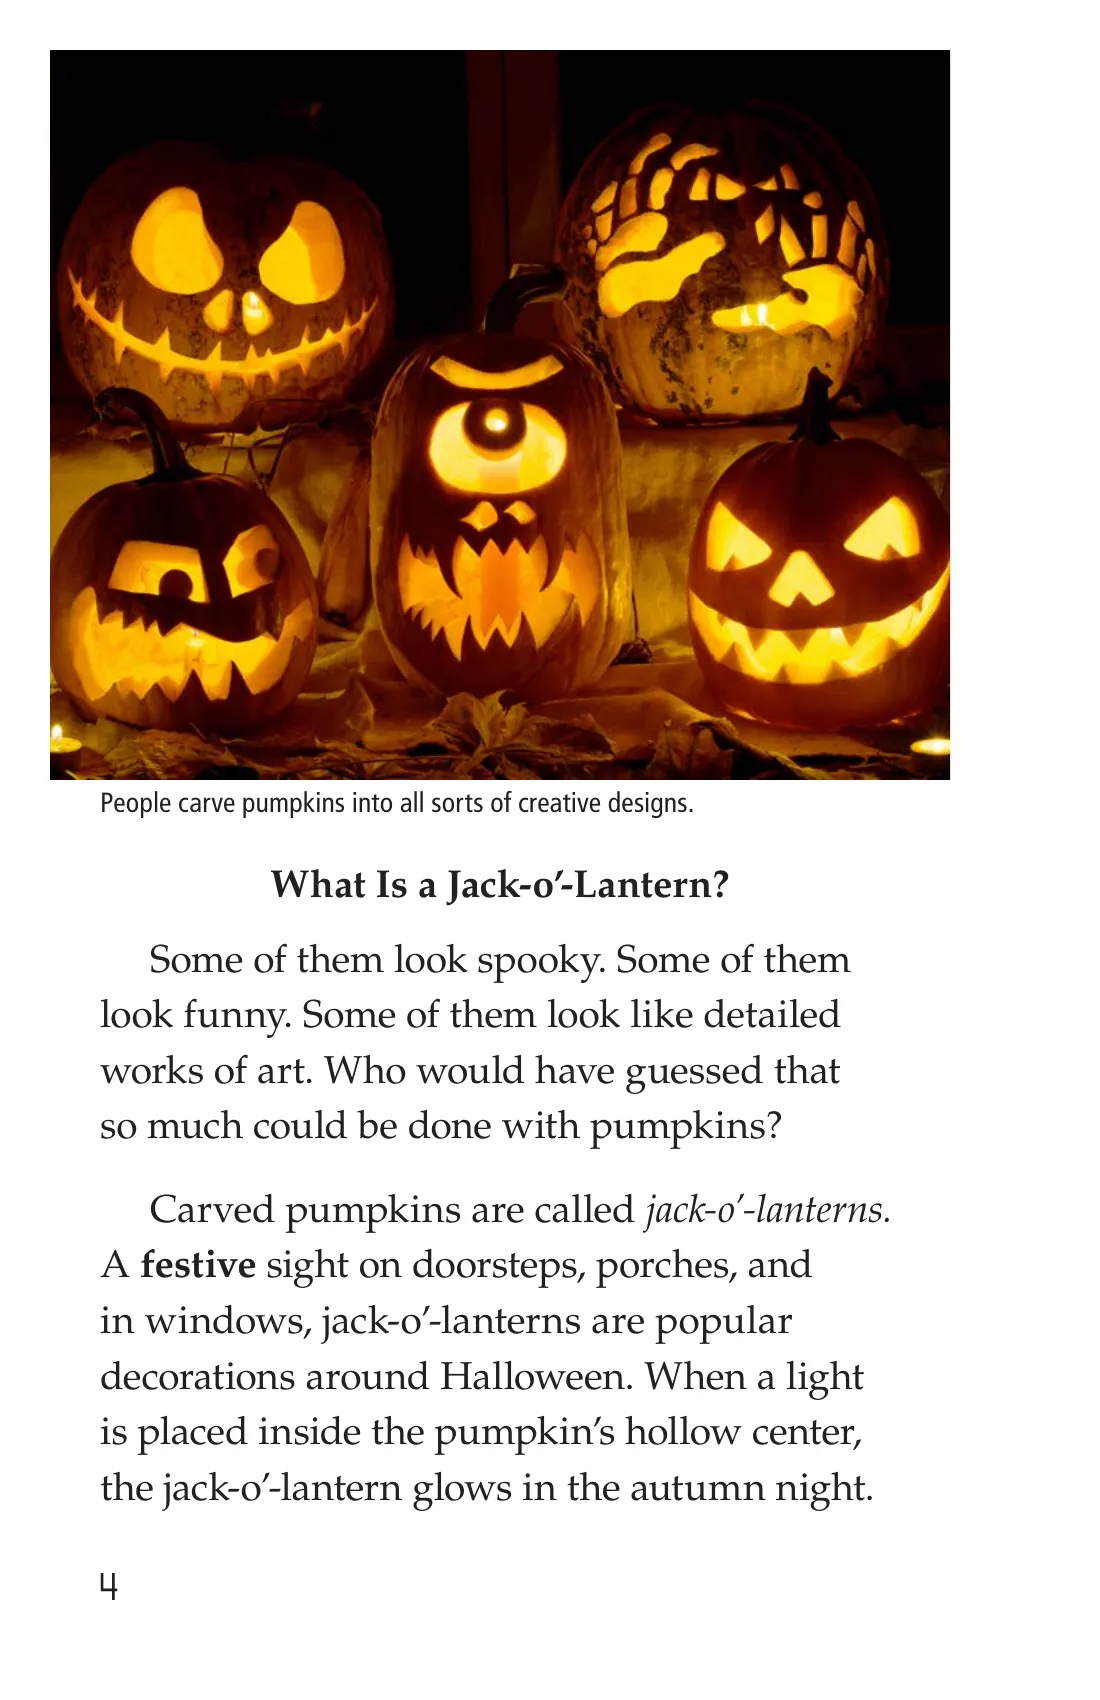 People carve pumpkins into all sorts of creative designs.
What Is a Jack-o’-Lantern?
Some of them look spooky. Some of them
look funny. Some of them look like detailed
works of art. Who would have guessed that
so much could be done with pumpkins?
Carved pumpkins are called jack-o’-lanterns.
A festive sight on doorsteps, porches, and
in windows, jack-o’-lanterns are popular
decorations around Halloween. When a light
is placed inside the pumpkin’s hollow center,
the jack-o’-lantern glows in the autumn night.
4